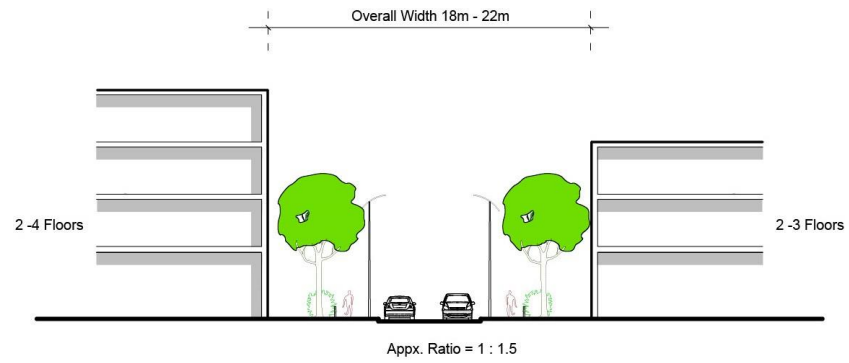 Overall Width 18m - 22m
2 -4 Floors
2 -3 Floors
Appx. Ratio = 1 : 1.5